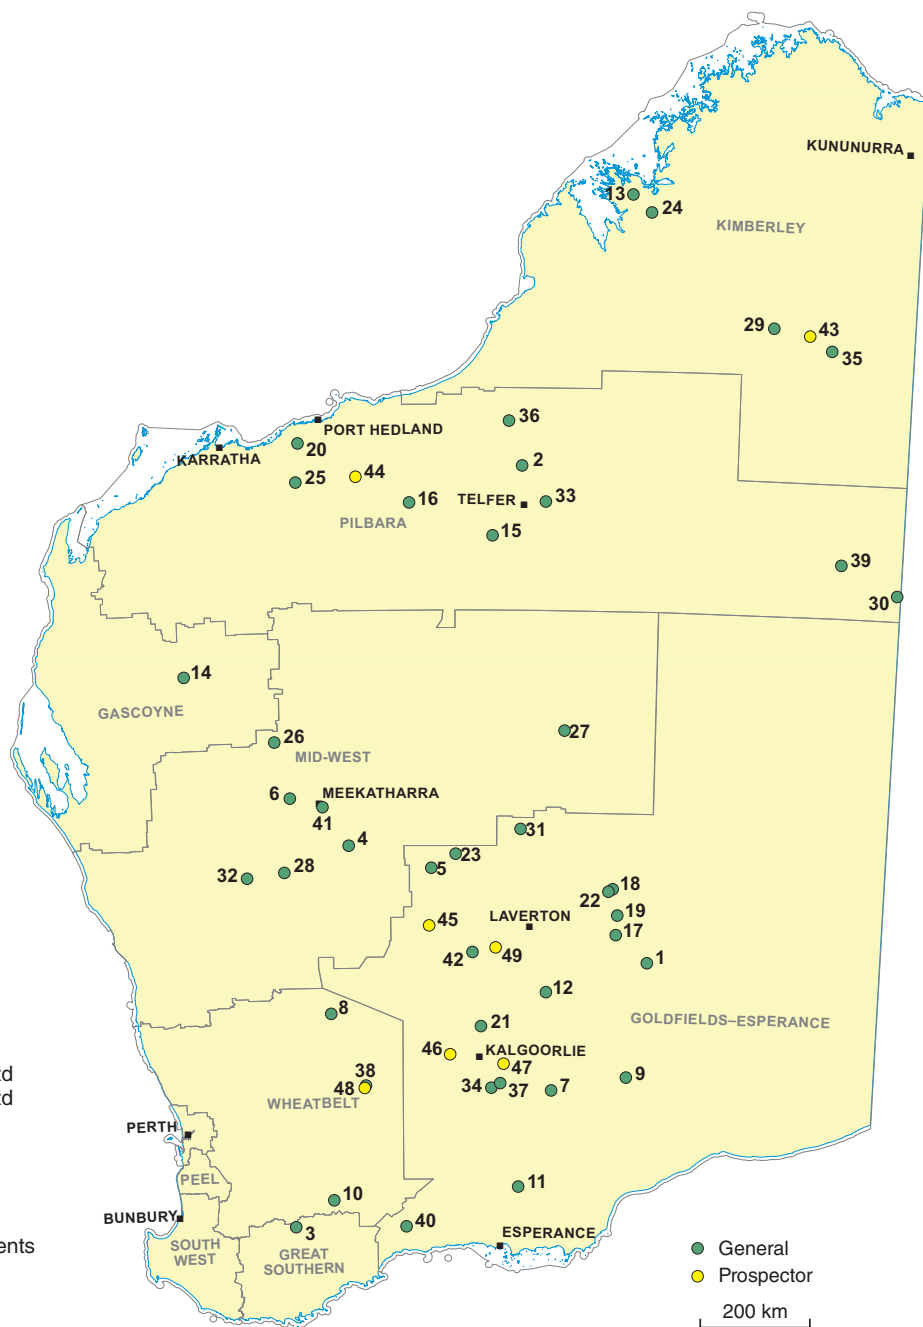 KUNUNURRA
13
24
KIMBERLEY
29
43
35
36
PORT HEDLAND
20
KARRATHA
2
25
44
16
TELFER
33
PILBARA
15
39
30
14
GASCOYNE
26
27
MID-WEST
6
MEEKATHARRA
41
31
4
23
5
28
32
18
22
19
45
LAVERTON
17
42
49
1
12
8
21
GOLDFIELDS–ESPERANCE
46
KALGOORLIE
47
td
38
9
48
34
37
7
td
WHEATBELT
PERTH
PEEL
11
10
BUNBURY
40
3
ESPERANCE
ents
SOUTH
WEST
GREAT
SOUTHERN
General
Prospector
200 km